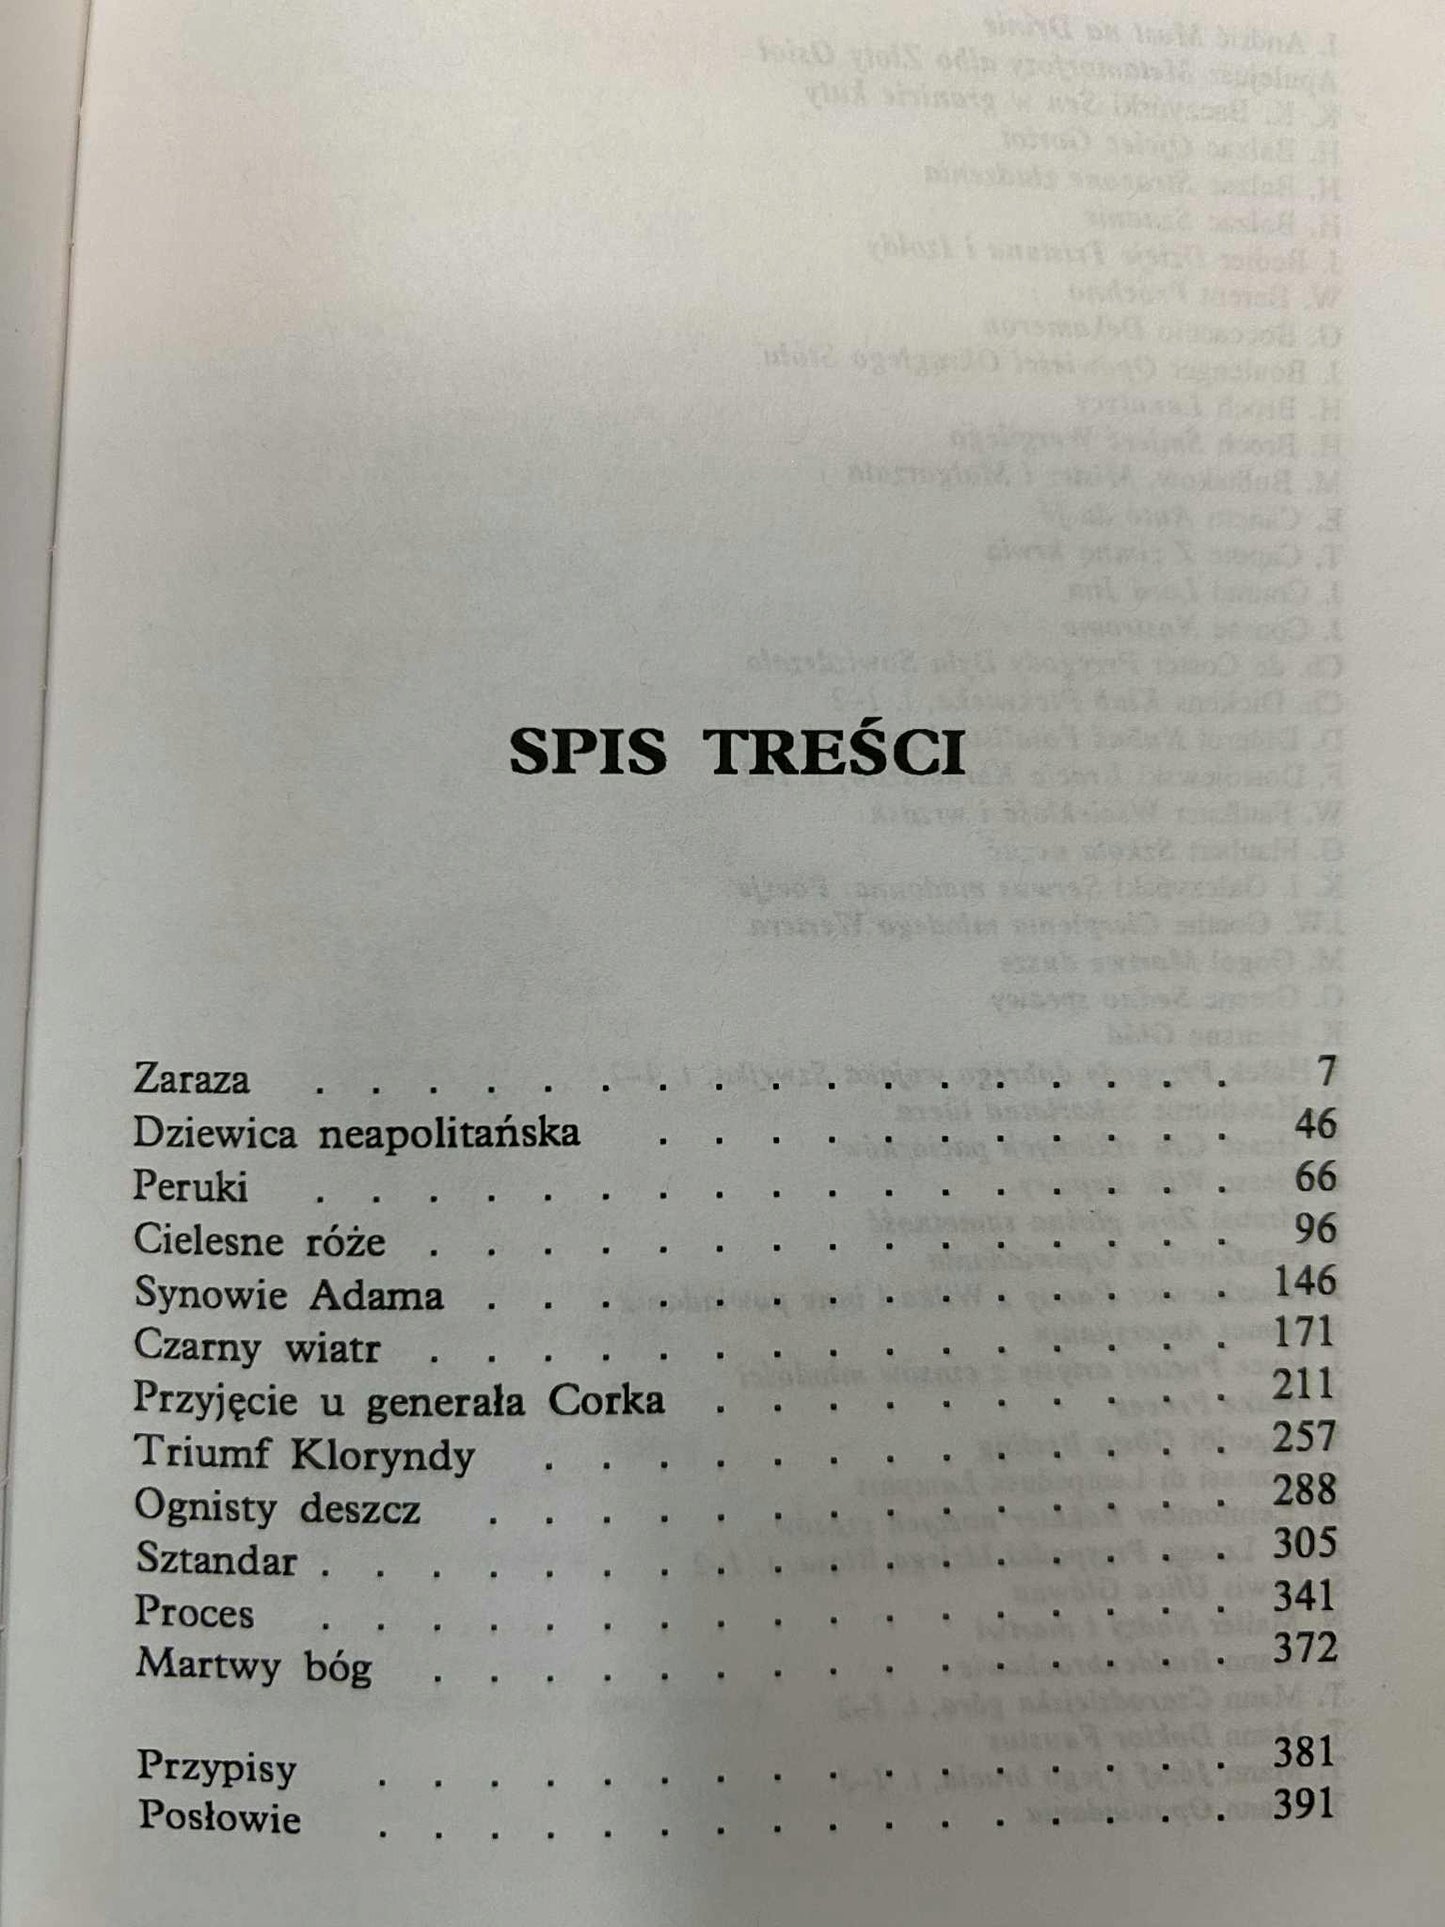 SPIS TREŚCI
Zaraza . . . . . . . . . . . . . . . . . 7
Dziewica neapolitańska . . . . . . . . . . . 46
Peruki . . . . . . . . . . . . . . . . . 66
Cielesne róże . . . . . . . . . . . . . . . 96
Synowie Adama . . . . . . . . . . . . . . 146
Czarny wiatr . . . . . . . . . . . . . . . 171
Przyjęcie u generała Corka . . . . . . . . . . 211
Triumf Kloryndy . . . . . . . . . . . . . 257
Ognisty deszcz . . . . . . . . . . . . . . 288
Sztandar . . . . . . . . . . . . . . . . . 305
Proces . . . . . . . . . . . . . . . . . 341
Martwy bóg . . . . . . . . . . . . . . . 372
Przypisy . . . . . . . . . . . . . . . . 381
Posłowie . . . . . . . . . . . . . . . . 391